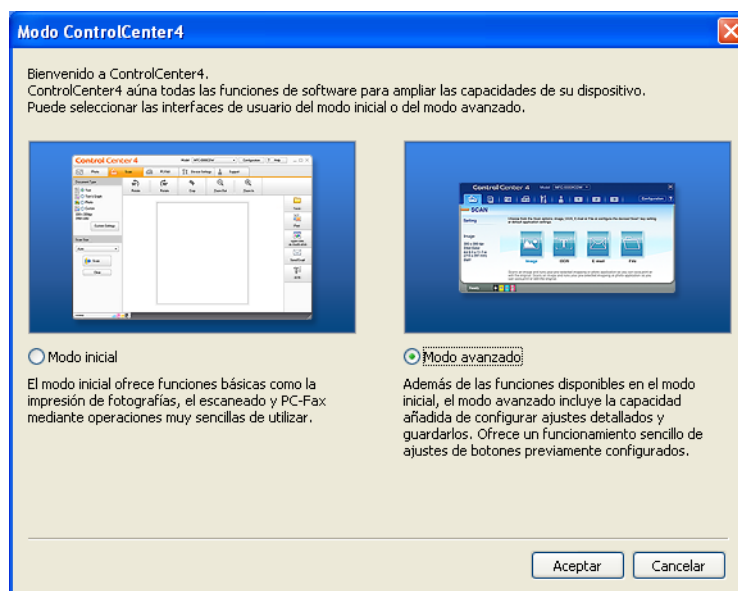 Modo ControlCenter4
Bienvenido a ControlCenter4.
ControlCenter4 aúna todas las funciones de software para ampliar las capacidades de su dispositivo.
Puede seleccionar las interfaces de usuario del modo inicial o del modo avanzado.
Control Center 4
Control Center 4
SCAN
Image
OCR
E-mail
File
Modo inicial
El modo inicial ofrece funciones básicas como la
impresión de fotografías, el escaneado y PC-Fax
mediante operaciones muy sencillas de utilizar.
Modo avanzado
Además de las funciones disponibles en el modo
inicial, el modo avanzado incluye la capacidad
añadida de configurar ajustes detallados y
guardarlos. Ofrece un funcionamiento sencillo de
ajustes de botones previamente configurados.
Aceptar
Cancelar